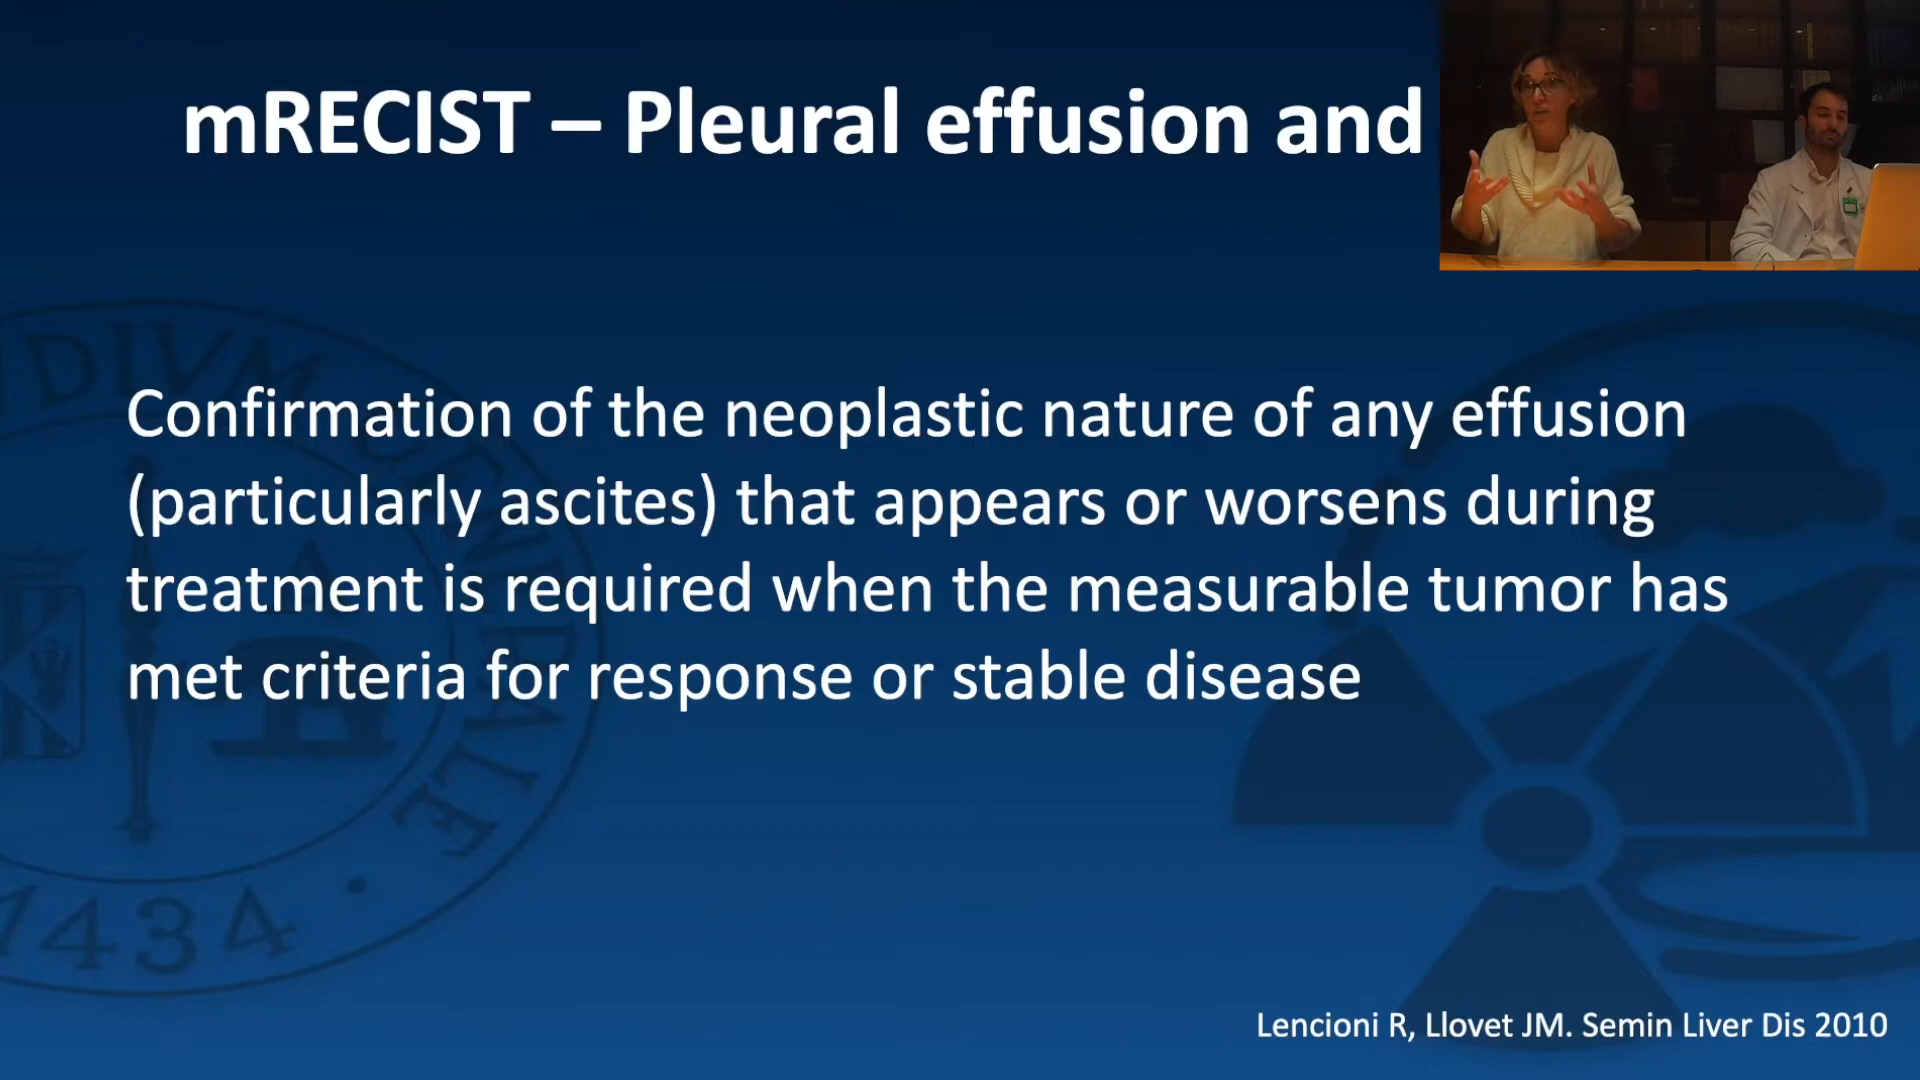 mRECIST – Pleural effusion and
Confirmation of the neoplastic nature of any effusion
(particularly ascites) that appears or worsens during
treatment is required when the measurable tumor has
met criteria for response or stable disease
1434
Lencioni R, Llovet JM. Semin Liver Dis 2010